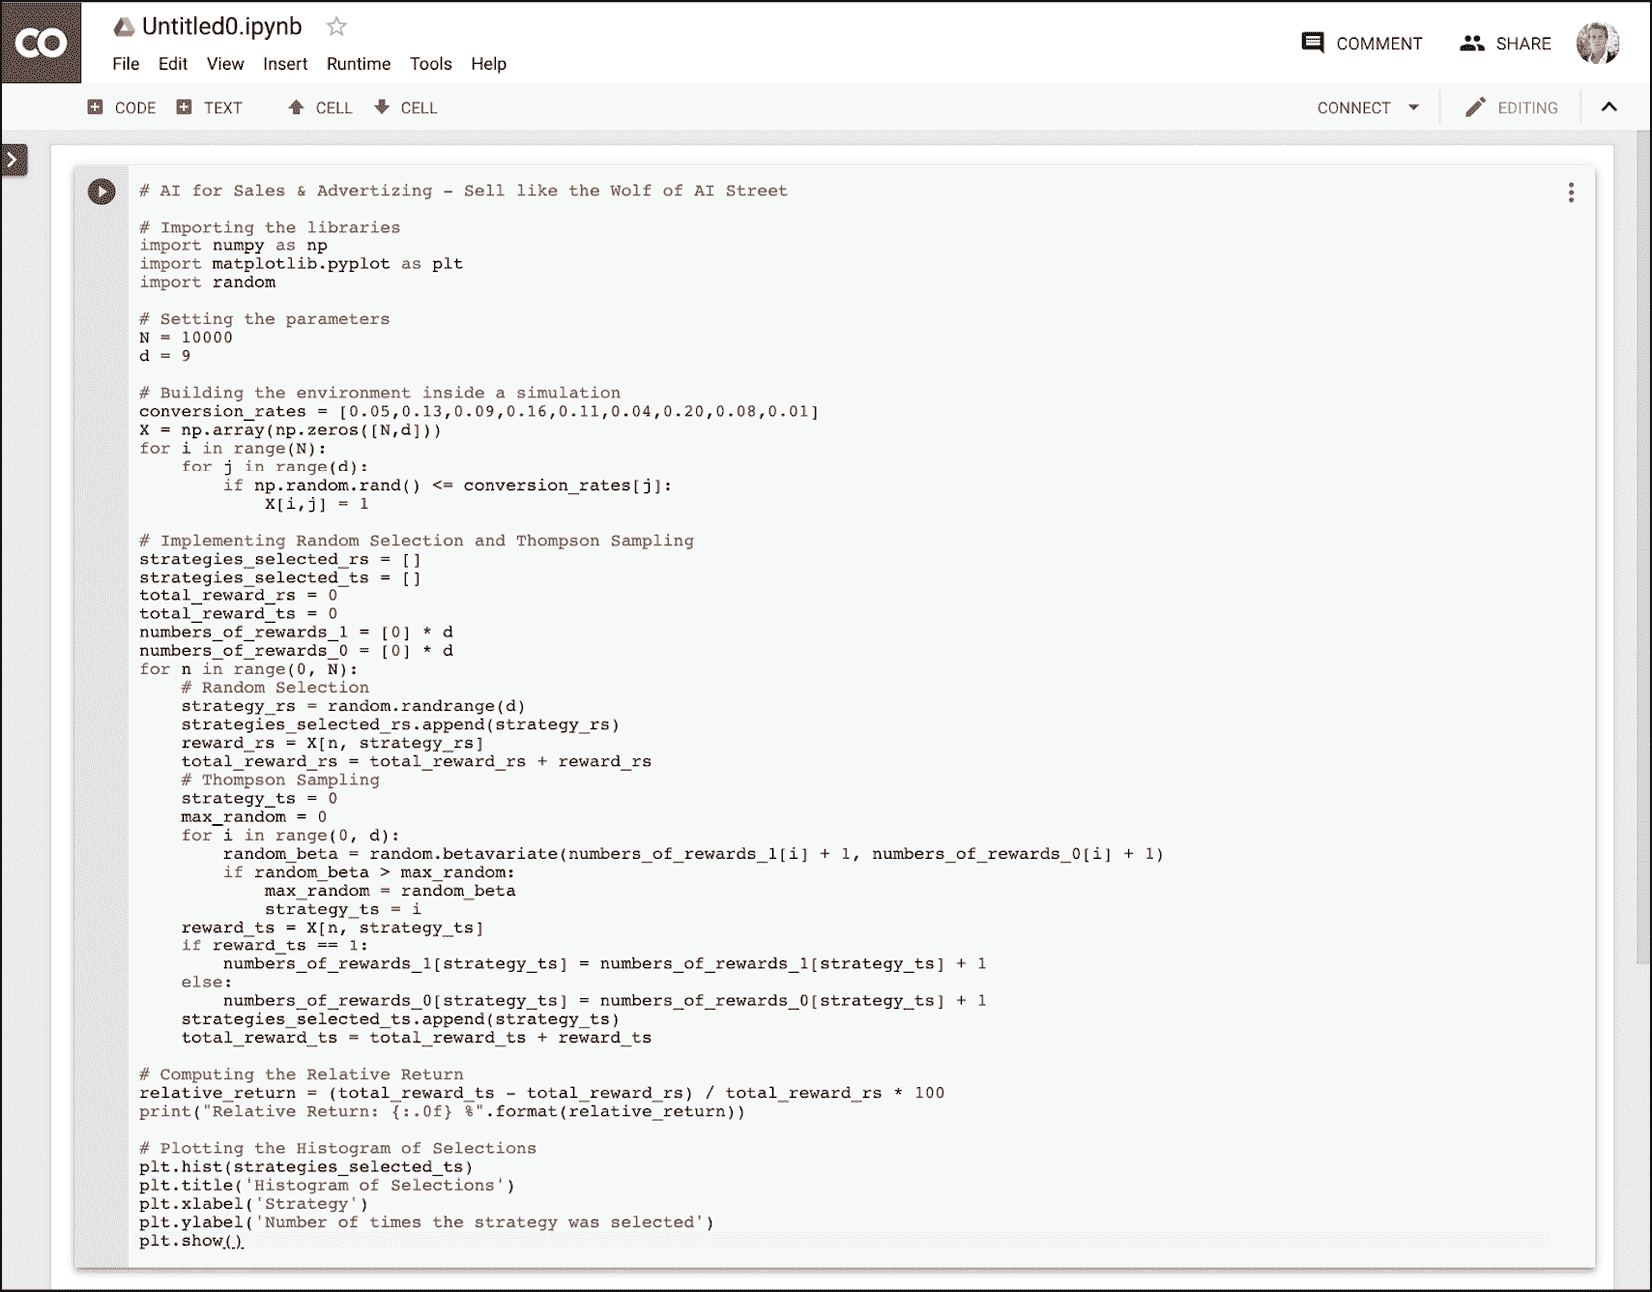 CO
Untitled0.ipynb
COMMENT SHARE
File Edit View Insert Runtime Tools Help
CODE TEXT CELL CELL CONNECT EDITING
# AI for Sales & Advertizing - Sell like the Wolf of AI Street
# Importing the libraries
import numpy as np
import matplotlib.pyplot as plt
import random
# Setting the parameters
N = 10000
d = 9
# Building the environment inside a simulation
conversion_rates = [0.05,0.13,0.09,0.16,0.11,0.04,0.20,0.08,0.01]
X = np.array(np.zeros([N,d]))
for i in range(N):
    for j in range(d):
        if np.random.rand() <= conversion_rates[j]:
            X[i,j] = 1
# Implementing Random Selection and Thompson Sampling
strategies_selected_rs = []
strategies_selected_ts = []
total_reward_rs = 0
total_reward_ts = 0
numbers_of_rewards_1 = [0] * d
numbers_of_rewards_0 = [0] * d
for n in range(0, N):
    # Random Selection
    strategy_rs = random.randrange(d)
    strategies_selected_rs.append(strategy_rs)
    reward_rs = X[n, strategy_rs]
    total_reward_rs = total_reward_rs + reward_rs
    # Thompson Sampling
    strategy_ts = 0
    max_random = 0
    for i in range(0, d):
        random_beta = random.betavariate(numbers_of_rewards_1[i] + 1, numbers_of_rewards_0[i] + 1)
        if random_beta > max_random:
            max_random = random_beta
            strategy_ts = i
    reward_ts = X[n, strategy_ts]
    if reward_ts == 1:
        numbers_of_rewards_1[strategy_ts] = numbers_of_rewards_1[strategy_ts] + 1
    else:
        numbers_of_rewards_0[strategy_ts] = numbers_of_rewards_0[strategy_ts] + 1
    strategies_selected_ts.append(strategy_ts)
    total_reward_ts = total_reward_ts + reward_ts
# Computing the Relative Return
relative_return = (total_reward_ts - total_reward_rs) / total_reward_rs * 100
print("Relative Return: {:.0f} %".format(relative_return))
# Plotting the Histogram of Selections
plt.hist(strategies_selected_ts)
plt.title('Histogram of Selections')
plt.xlabel('Strategy')
plt.ylabel('Number of times the strategy was selected')
plt.show()